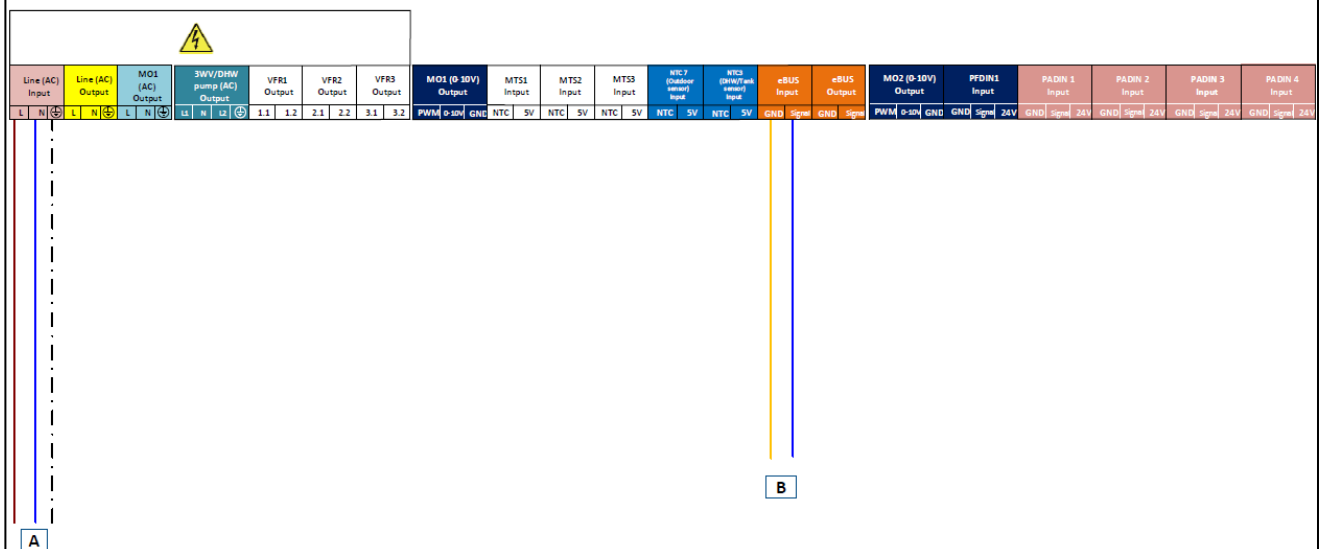 Line (AC) Input
Line (AC) Output
MO1 (AC) Output
3WV/DHW pump (AC) Output
VFR1 Output
VFR2 Output
VFR3 Output
MO1 (0-10V) Output
MTS1 Input
MTS2 Input
MTS3 Input
NTC 7 (Outdoor sensor) Input
NTC3 (DHW/Tank sensor) Input
eBUS Input
eBUS Output
MO2 (0-10V) Output
PFDIN1 Input
PADIN 1 Input
PADIN 2 Input
PADIN 3 Input
PADIN 4 Input
L N L N L N L1 N L2 1.1 1.2 2.1 2.2 3.1 3.2 PWM 0-10V GND NTC 5V NTC 5V NTC 5V NTC 5V NTC 5V GND Signal GND Signal PWM 0-10V GND GND Signal 24V GND Signal 24V GND Signal 24V GND Signal 24V GND Signal 24V
B
A